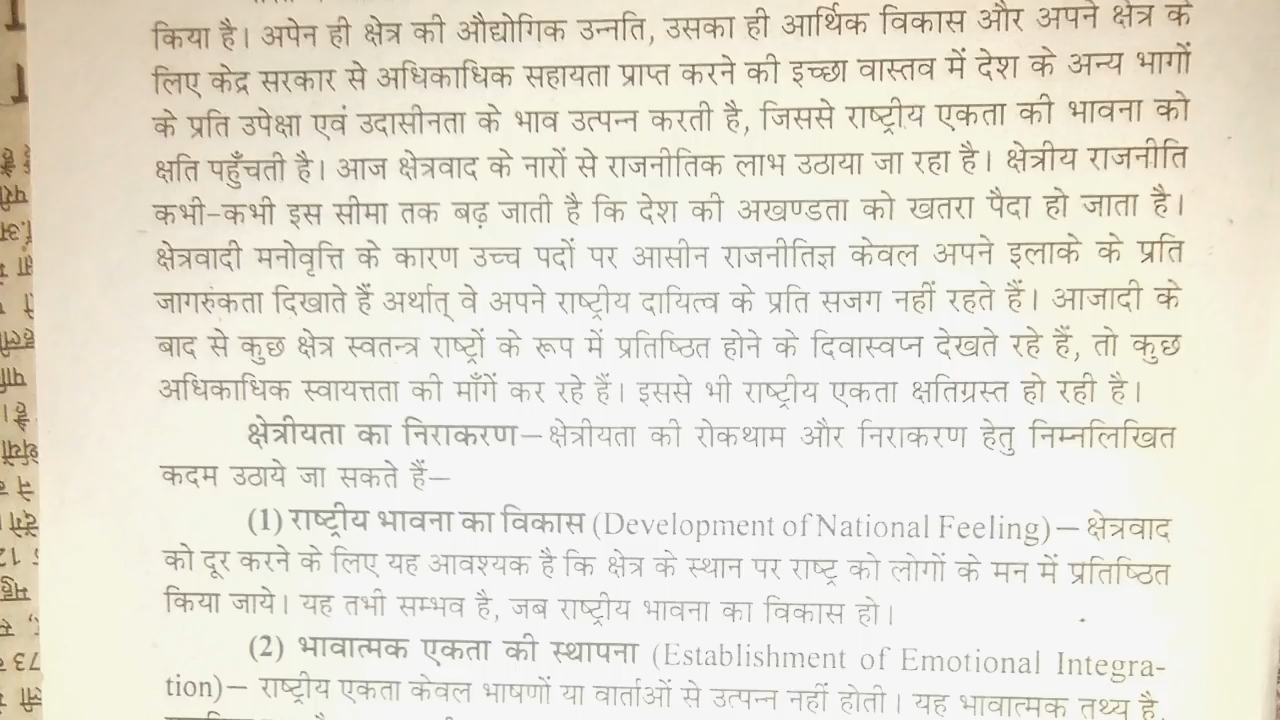 किया है। अपेन ही क्षेत्र की औद्योगिक उन्नति, उसका ही आर्थिक विकास और अपने क्षेत्र के
लिए केद्र सरकार से अधिकाधिक सहायता प्राप्त करने की इच्छा वास्तव में देश के अन्य भागों
के प्रति उपेक्षा एवं उदासीनता के भाव उत्पन्न करती है, जिससे राष्ट्रीय एकता की भावना को
क्षति पहुँचती है। आज क्षेत्रवाद के नारों से राजनीतिक लाभ उठाया जा रहा है। क्षेत्रीय राजनीति
कभी-कभी इस सीमा तक बढ़ जाती है कि देश की अखण्डता को खतरा पैदा हो जाता है।
क्षेत्रवादी मनोवृत्ति के कारण उच्च पदों पर आसीन राजनीतिज्ञ केवल अपने इलाके के प्रति
जागरुंकता दिखाते हैं अर्थात् वे अपने राष्ट्रीय दायित्व के प्रति सजग नहीं रहते हैं। आजादी के
बाद से कुछ क्षेत्र स्वतन्त्र राष्ट्रों के रूप में प्रतिष्ठित होने के दिवास्वप्न देखते रहे हैं, तो कुछ
अधिकाधिक स्वायत्तता की माँगें कर रहे हैं। इससे भी राष्ट्रीय एकता क्षतिग्रस्त हो रही है।
क्षेत्रीयता का निराकरण—क्षेत्रीयता की रोकथाम और निराकरण हेतु निम्नलिखित
कदम उठाये जा सकते हैं—
(1) राष्ट्रीय भावना का विकास (Development of National Feeling) — क्षेत्रवाद
को दूर करने के लिए यह आवश्यक है कि क्षेत्र के स्थान पर राष्ट्र को लोगों के मन में प्रतिष्ठित
किया जाये। यह तभी सम्भव है, जब राष्ट्रीय भावना का विकास हो।
(2) भावात्मक एकता की स्थापना (Establishment of Emotional Integra-
tion)— राष्ट्रीय एकता केवल भाषणों या वार्ताओं से उत्पन्न नहीं होती। यह भावात्मक तथ्य है,